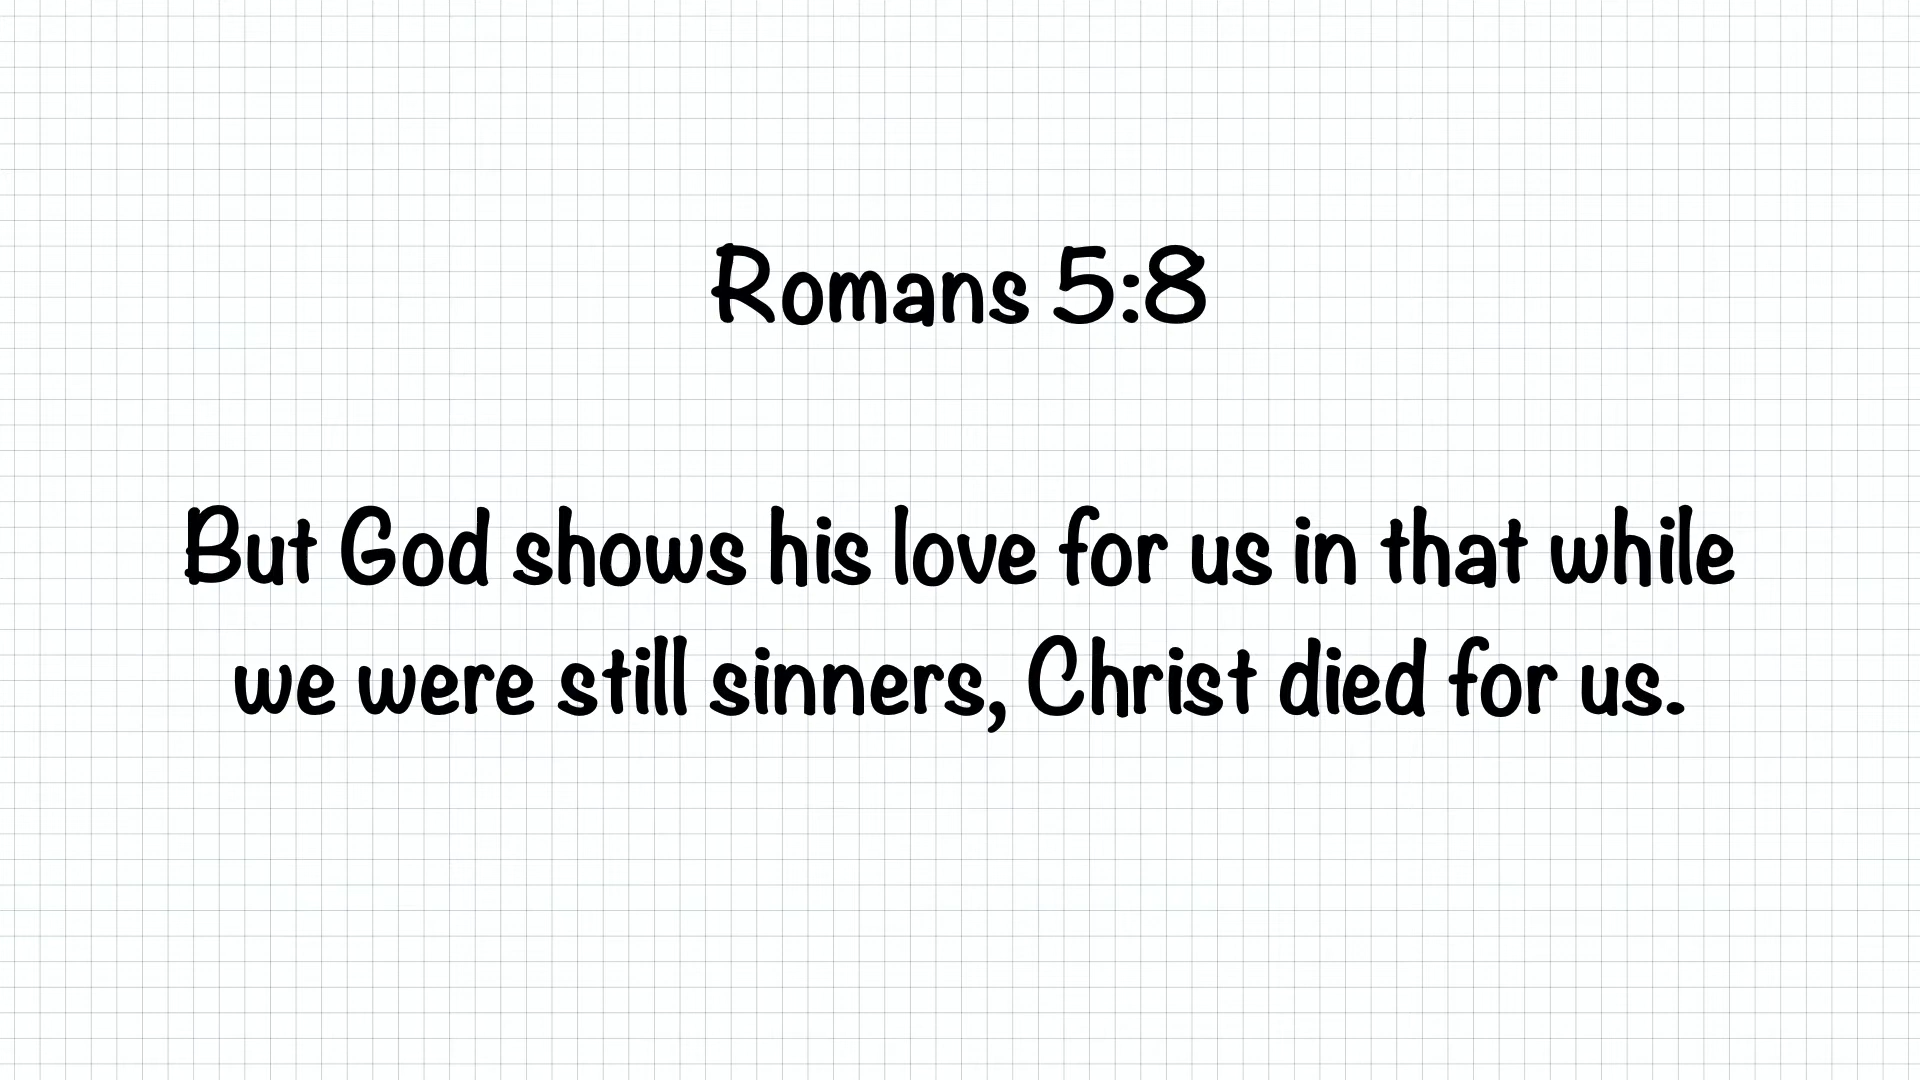 Romans 5:8
But God shows his love for us in that while
we were still sinners, Christ died for us.